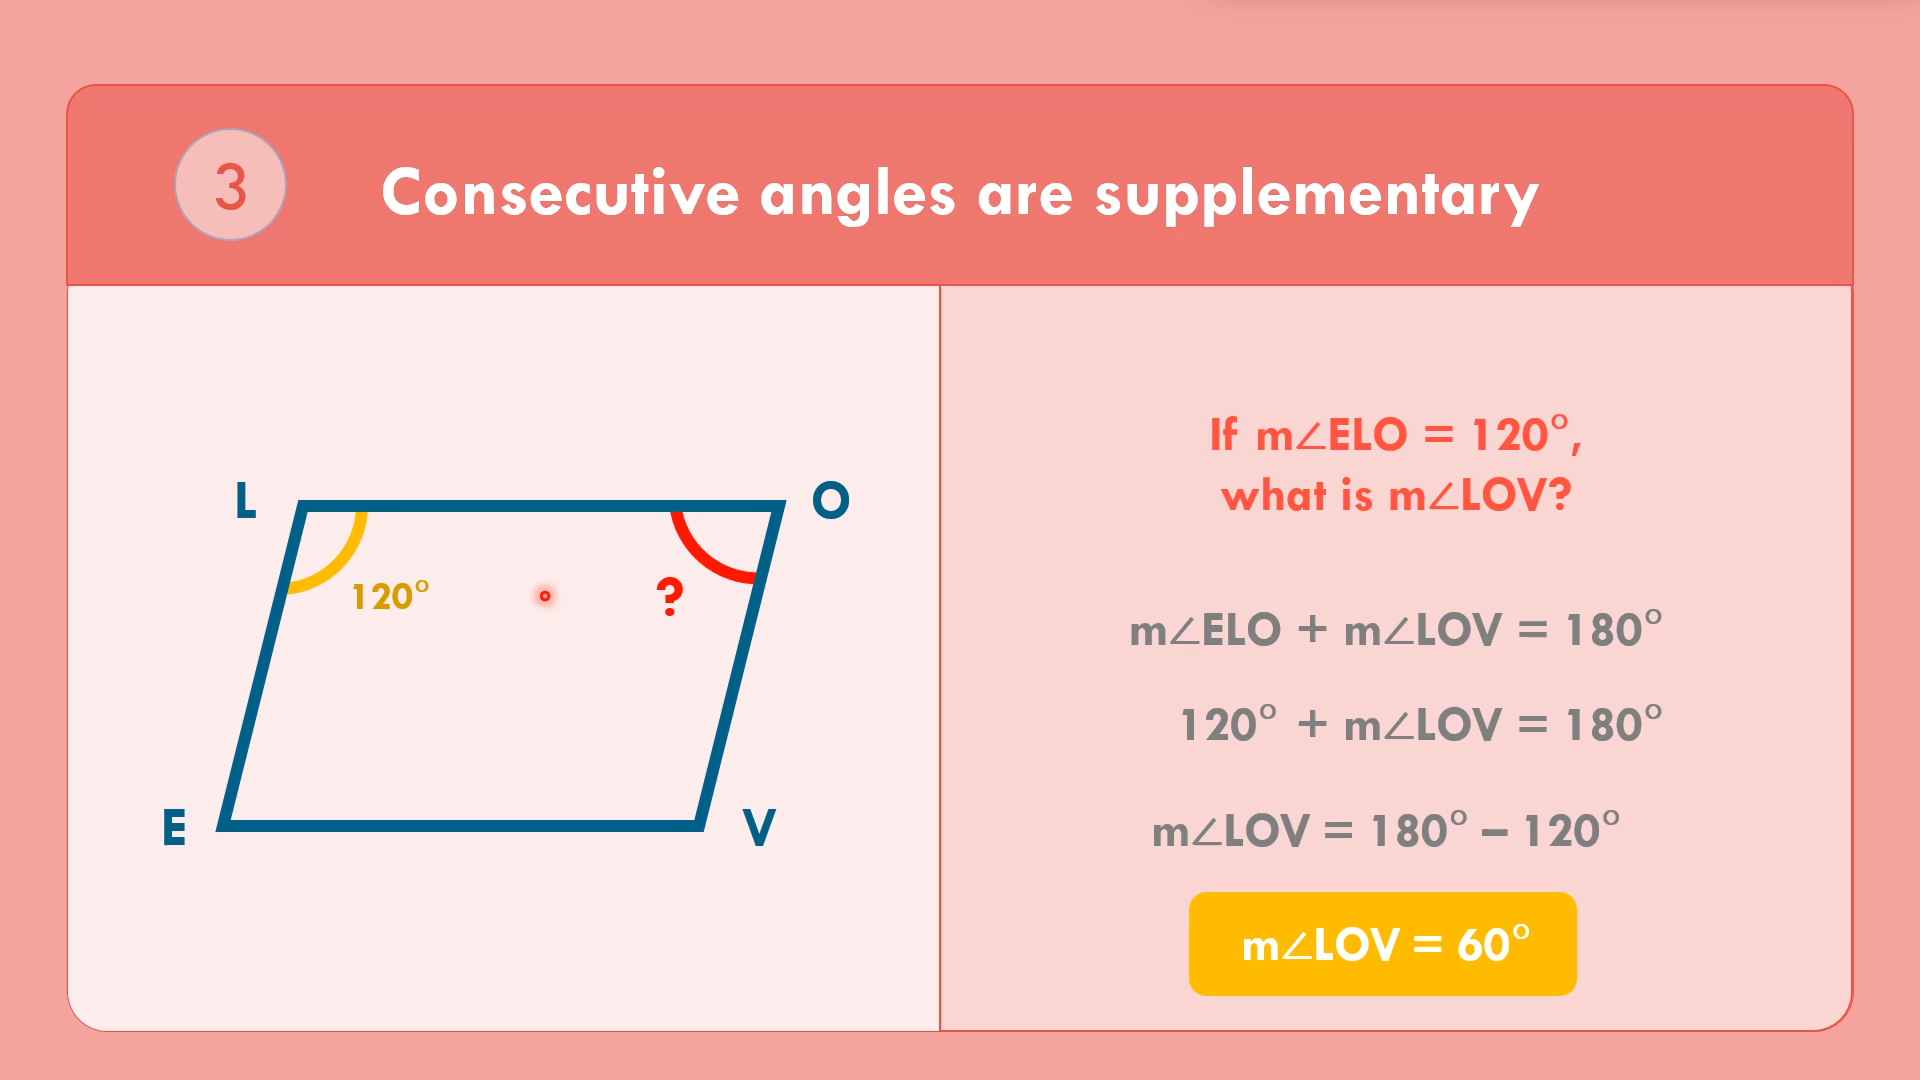 3
Consecutive angles are supplementary
L
O
120°
?
E
V
If m∠ELO = 120°,
what is m∠LOV?
m∠ELO + m∠LOV = 180°
120° + m∠LOV = 180°
m∠LOV = 180° – 120°
m∠LOV = 60°